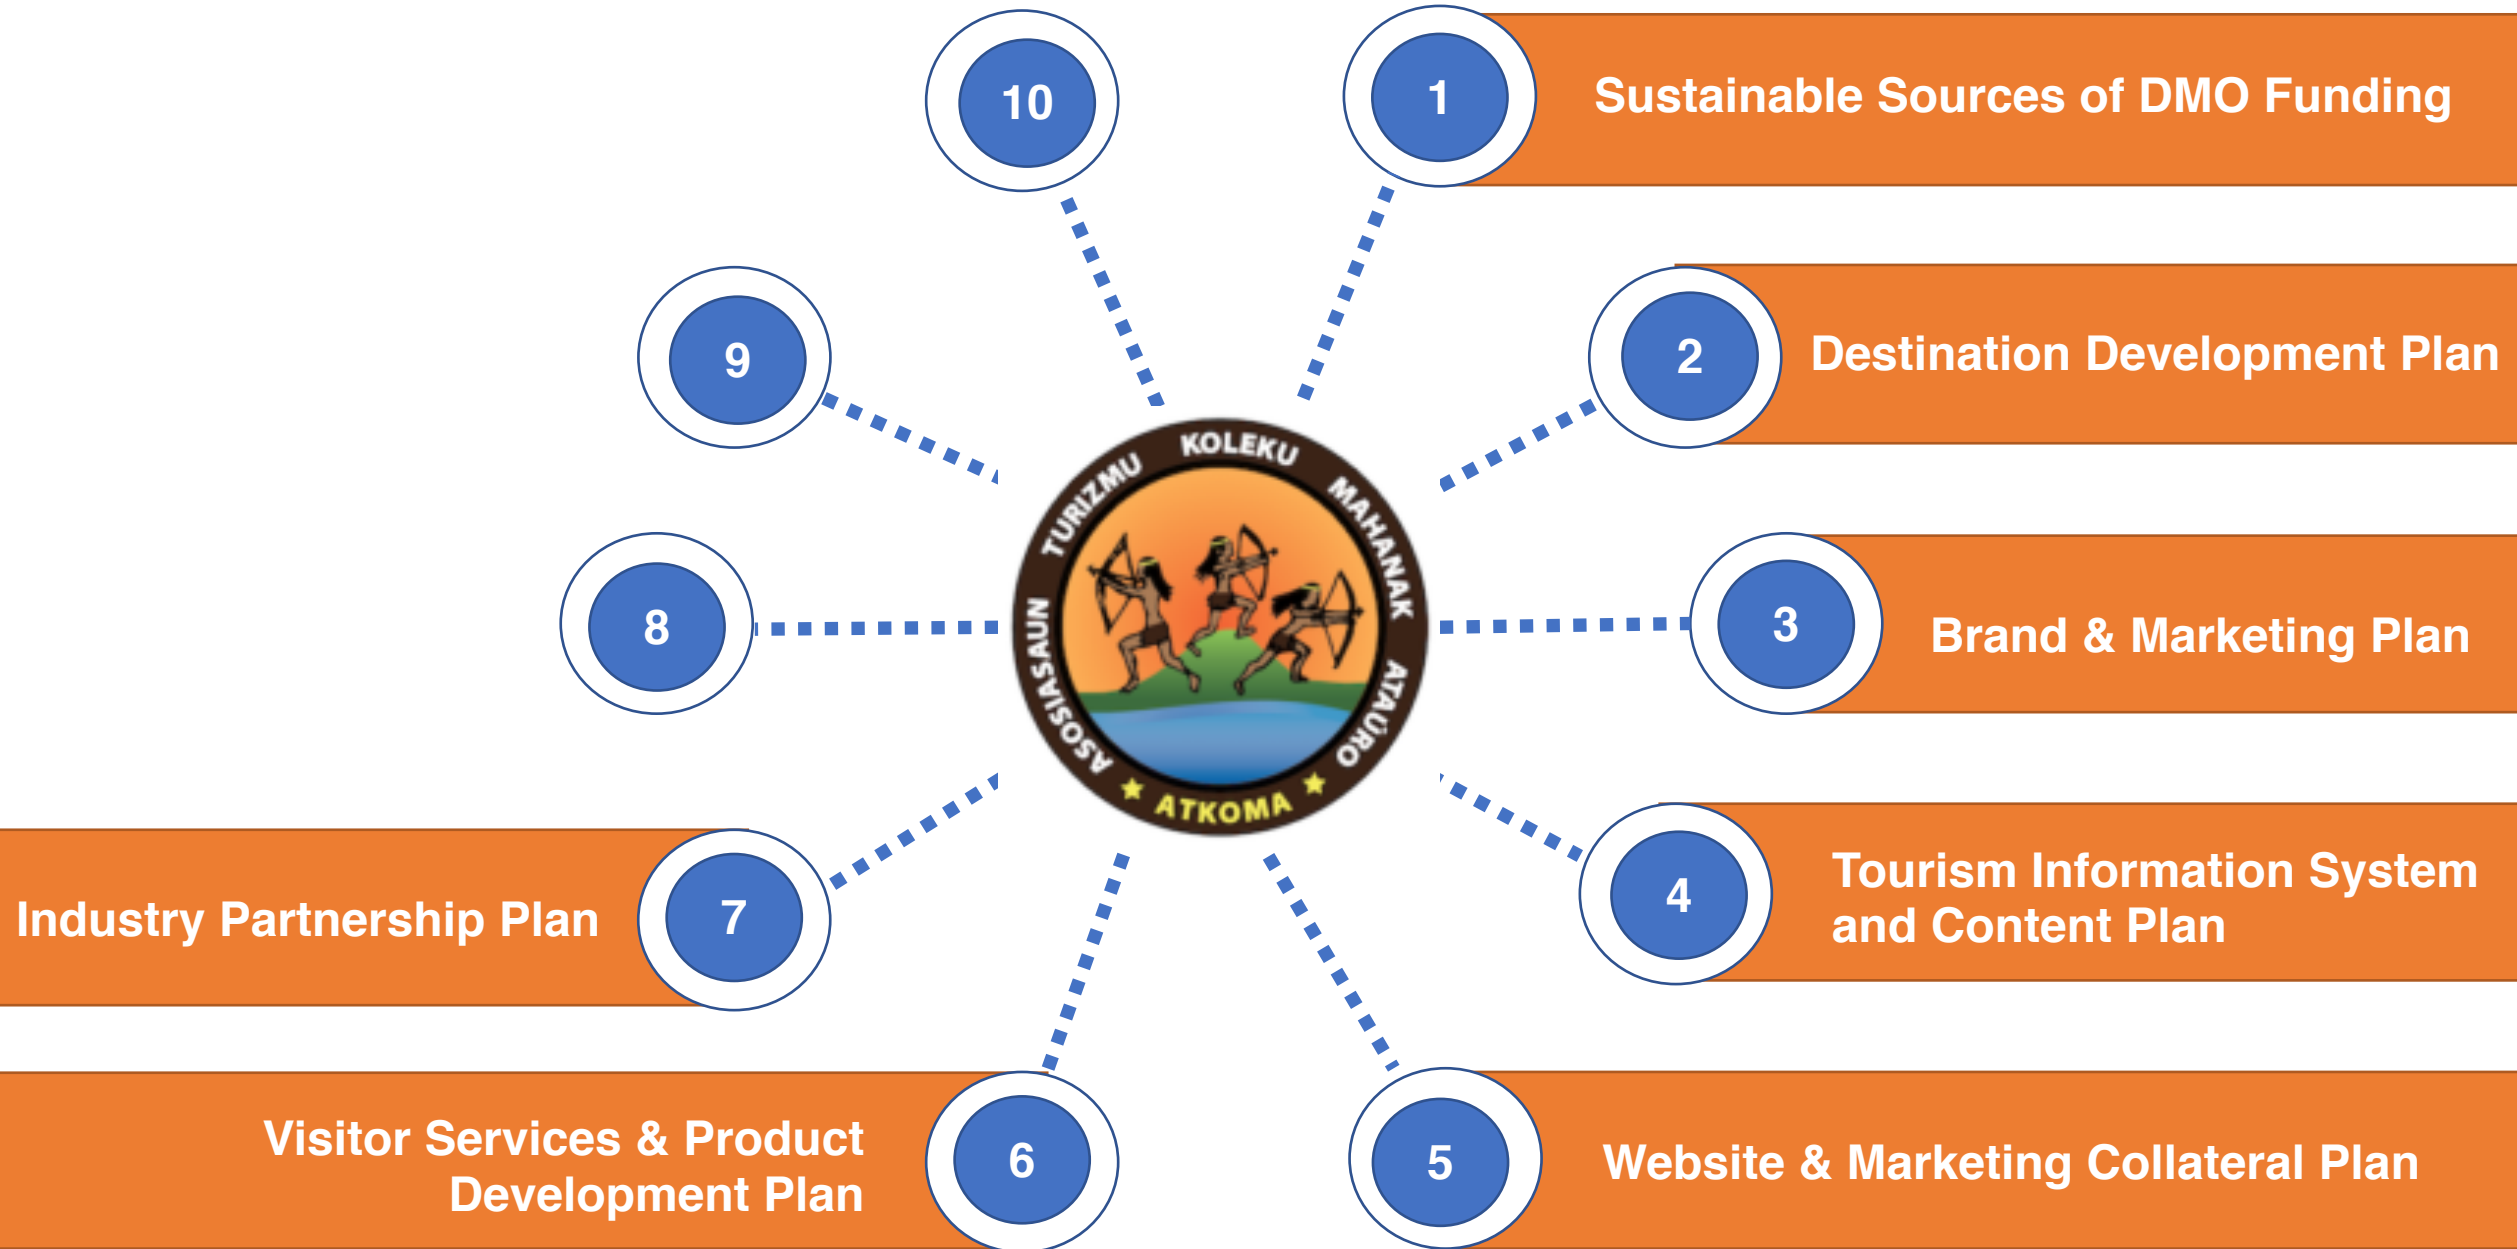 1
Sustainable Sources of DMO Funding
2
Destination Development Plan
3
Brand & Marketing Plan
4
Tourism Information System
and Content Plan
5
Website & Marketing Collateral Plan
6
Visitor Services & Product
Development Plan
7
Industry Partnership Plan
8
9
10
ASOSIASAUN TURIZMU KOLEKU MAHANAK ATAÚRO
ATKOMA